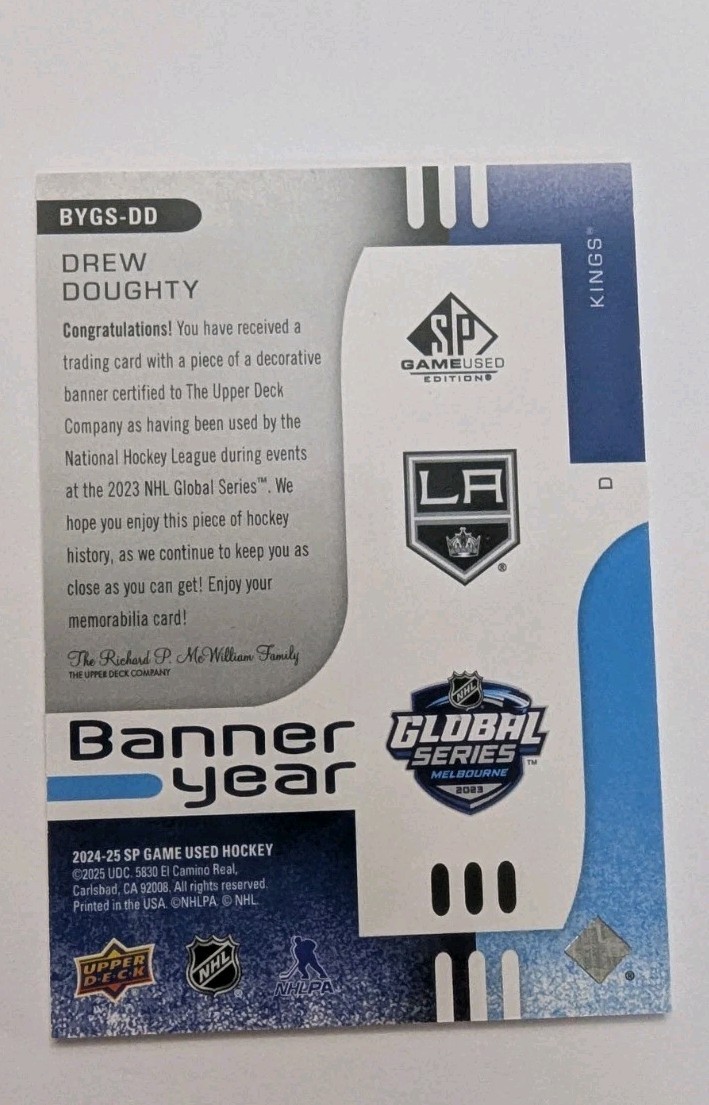 BYGS-DD
DREW
DOUGHTY
Congratulations! You have received a
trading card with a piece of a decorative
banner certified to The Upper Deck
Company as having been used by the
National Hockey League during events
at the 2023 NHL Global Series™. We
hope you enjoy this piece of hockey
history, as we continue to keep you as
close as you can get! Enjoy your
memorabilia card!
The Richard P. McWilliam Family
THE UPPER DECK COMPANY
Banner
year
2024-25 SP GAME USED HOCKEY
©2025 UDC. 5830 El Camino Real,
Carlsbad, CA 92008. All rights reserved.
Printed in the USA. ©NHLPA © NHL.
UPPER
DECK
NHL
®
NHLPA
SP
GAMEUSED
EDITION®
LA
®
NHL
GLOBAL
SERIES™
MELBOURNE
2023
KINGS™
D
®